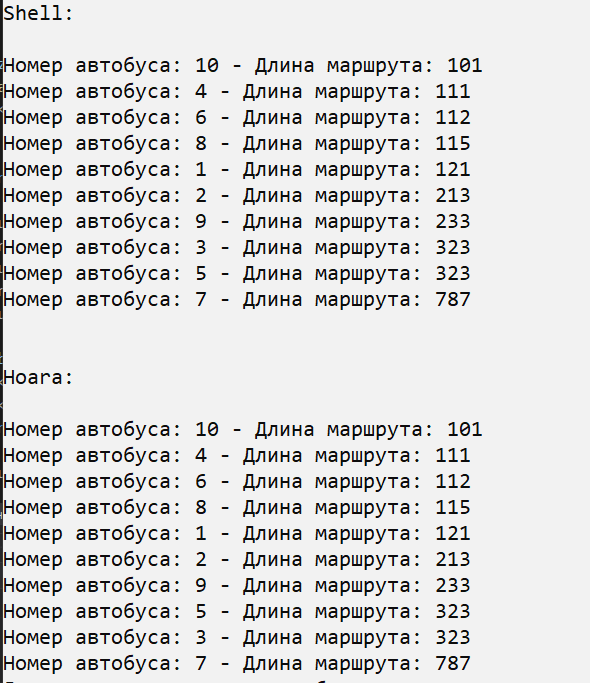 Shell:
Номер автобуса: 10 - Длина маршрута: 101
Номер автобуса: 4 - Длина маршрута: 111
Номер автобуса: 6 - Длина маршрута: 112
Номер автобуса: 8 - Длина маршрута: 115
Номер автобуса: 1 - Длина маршрута: 121
Номер автобуса: 2 - Длина маршрута: 213
Номер автобуса: 9 - Длина маршрута: 233
Номер автобуса: 3 - Длина маршрута: 323
Номер автобуса: 5 - Длина маршрута: 323
Номер автобуса: 7 - Длина маршрута: 787
Hoara:
Номер автобуса: 10 - Длина маршрута: 101
Номер автобуса: 4 - Длина маршрута: 111
Номер автобуса: 6 - Длина маршрута: 112
Номер автобуса: 8 - Длина маршрута: 115
Номер автобуса: 1 - Длина маршрута: 121
Номер автобуса: 2 - Длина маршрута: 213
Номер автобуса: 9 - Длина маршрута: 233
Номер автобуса: 5 - Длина маршрута: 323
Номер автобуса: 3 - Длина маршрута: 323
Номер автобуса: 7 - Длина маршрута: 787